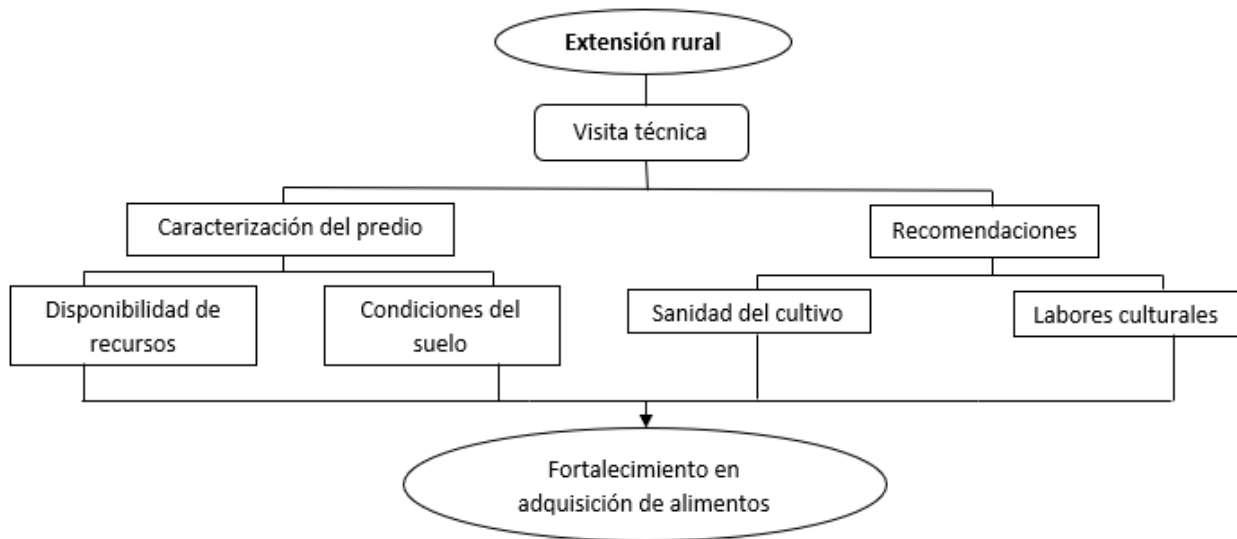 Extensión rural
Visita técnica
Caracterización del predio
Recomendaciones
Disponibilidad de
recursos
Condiciones del
suelo
Sanidad del cultivo
Labores culturales
Fortalecimiento en
adquisición de alimentos